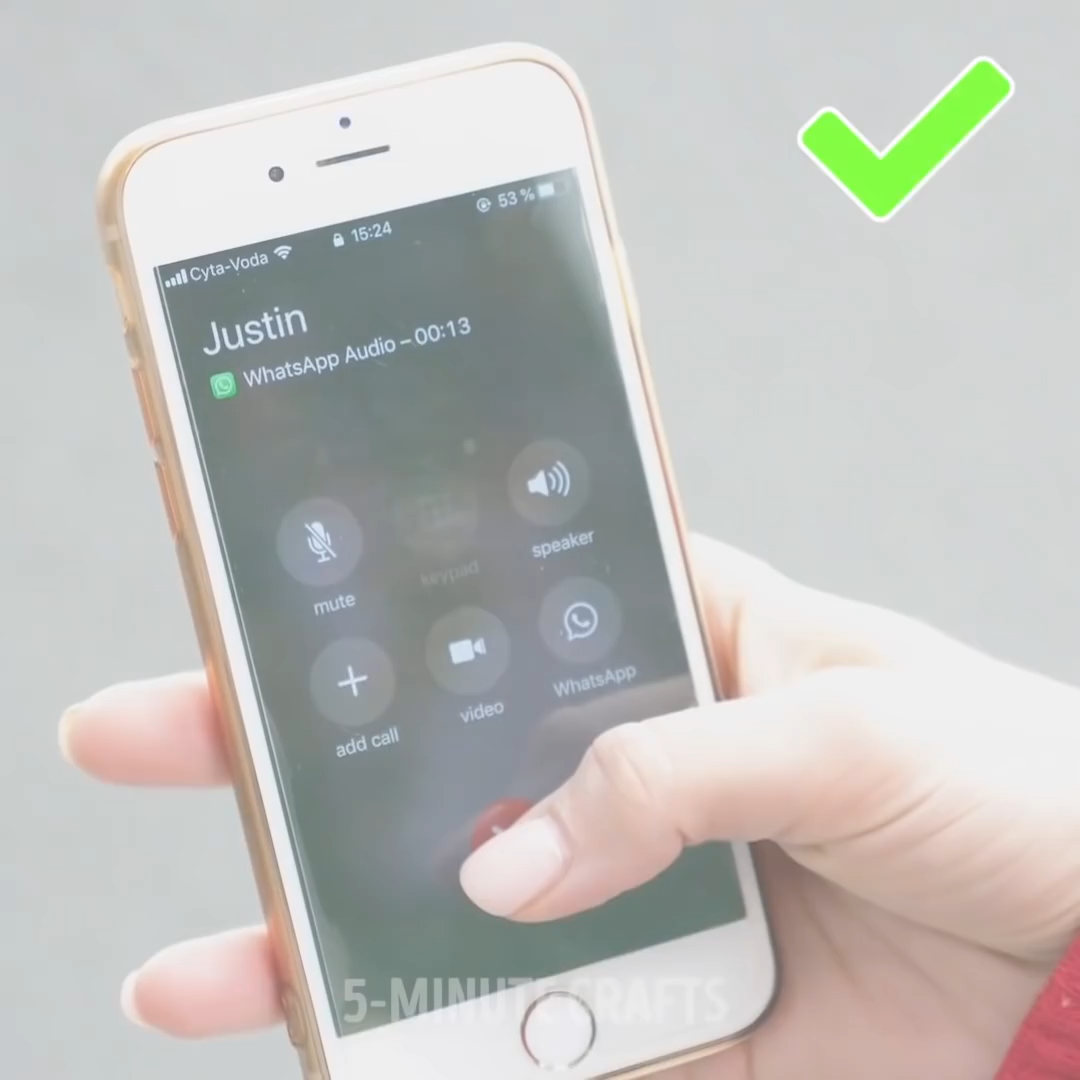 Cyta-Voda 15:24 53 %
Justin
WhatsApp Audio – 00:13
mute
keypad
speaker
add call
video
WhatsApp
5-MINUTE CRAFTS